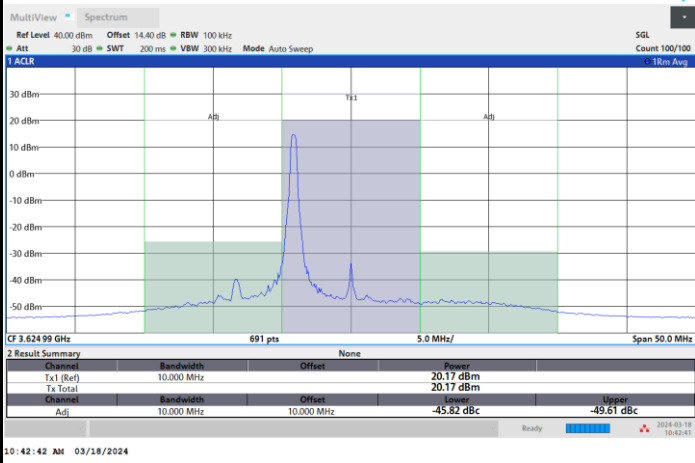 MultiView Spectrum
Ref Level 40.00 dBm Offset 14.40 dB RBW 100 kHz SGL
Att 30 dB SWT 200 ms VBW 300 kHz Mode Auto Sweep Count 100/100
1 ACLR 1Rm Avg
30 dBm
Tx1
20 dBm
Adj Adj
10 dBm
0 dBm
-10 dBm
-20 dBm
-30 dBm
-40 dBm
-50 dBm
CF 3.624 99 GHz 691 pts 5.0 MHz/ Span 50.0 MHz
2 Result Summary None
Channel Bandwidth Offset Power
Tx1 (Ref) 10.000 MHz 20.17 dBm
Tx Total 20.17 dBm
Channel Bandwidth Offset Lower Upper
Adj 10.000 MHz 10.000 MHz -45.82 dBc -49.61 dBc
Ready 2024-03-18
10:42:41
10:42:42 AM 03/18/2024